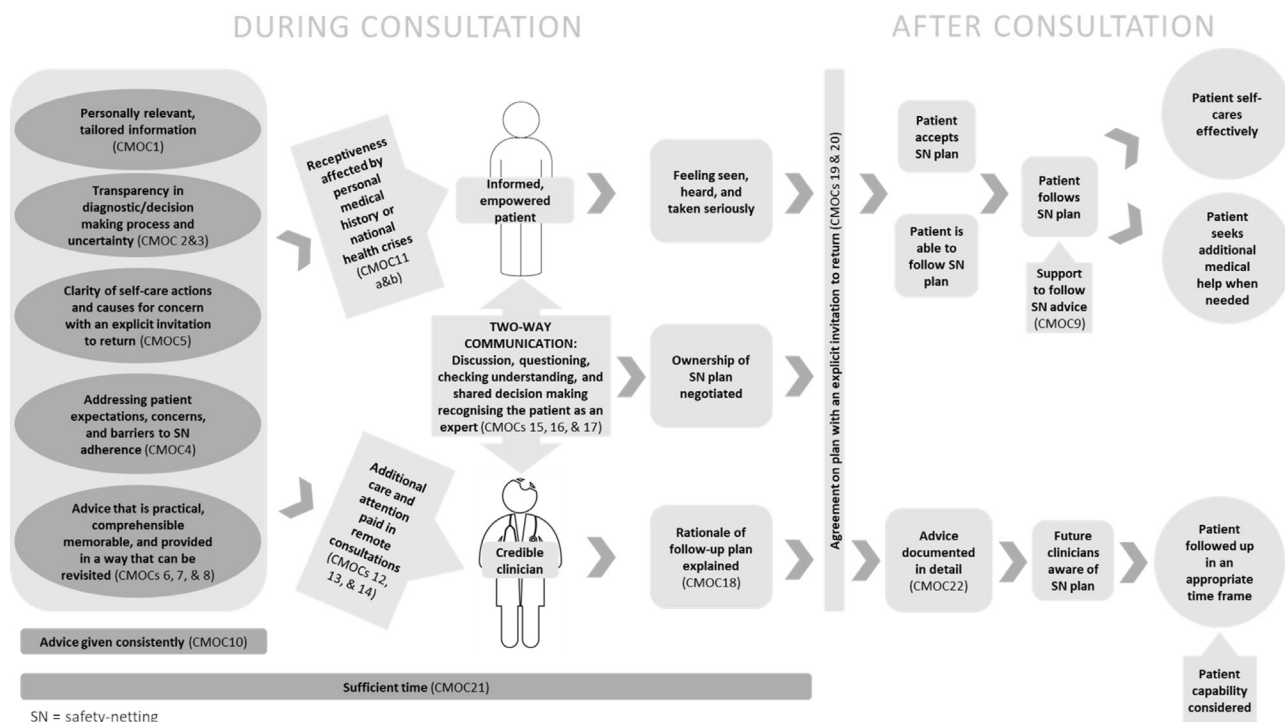 DURING CONSULTATION
AFTER CONSULTATION
Personally relevant,
tailored information
(CMOC1)
Transparency in
diagnostic/decision
making process and
uncertainty (CMOC 2&3)
Clarity of self-care actions
and causes for concern
with an explicit invitation
to return (CMOC5)
Addressing patient
expectations, concerns,
and barriers to SN
adherence (CMOC4)
Advice that is practical,
comprehensible
memorable, and provided
in a way that can be
revisited (CMOCs 6, 7, & 8)
Advice given consistently (CMOC10)
Receptiveness
affected by
personal
medical
history or
national
health crises
(CMOC11
a&b)
Additional
care and
attention
paid in
remote
consultations
(CMOCs 12,
13, & 14)
Informed,
empowered
patient
TWO-WAY
COMMUNICATION:
Discussion, questioning,
checking understanding, and
shared decision making
recognising the patient as an
expert (CMOCs 15, 16, & 17)
Credible
clinician
Feeling seen,
heard, and
taken seriously
Ownership of
SN plan
negotiated
Rationale of
follow-up plan
explained
(CMOC18)
Sufficient time (CMOC21)
Agreement on plan with an explicit invitation to return (CMOCs 19 & 20)
Patient
accepts
SN plan
Patient is
able to
follow SN
plan
Patient
follows
SN plan
Support
to follow
SN advice
(CMOC9)
Patient self-
cares
effectively
Patient
seeks
additional
medical
help when
needed
Advice
documented
in detail
(CMOC22)
Future
clinicians
aware of
SN plan
Patient
followed up
in an
appropriate
time frame
Patient
capability
considered
SN = safety-netting